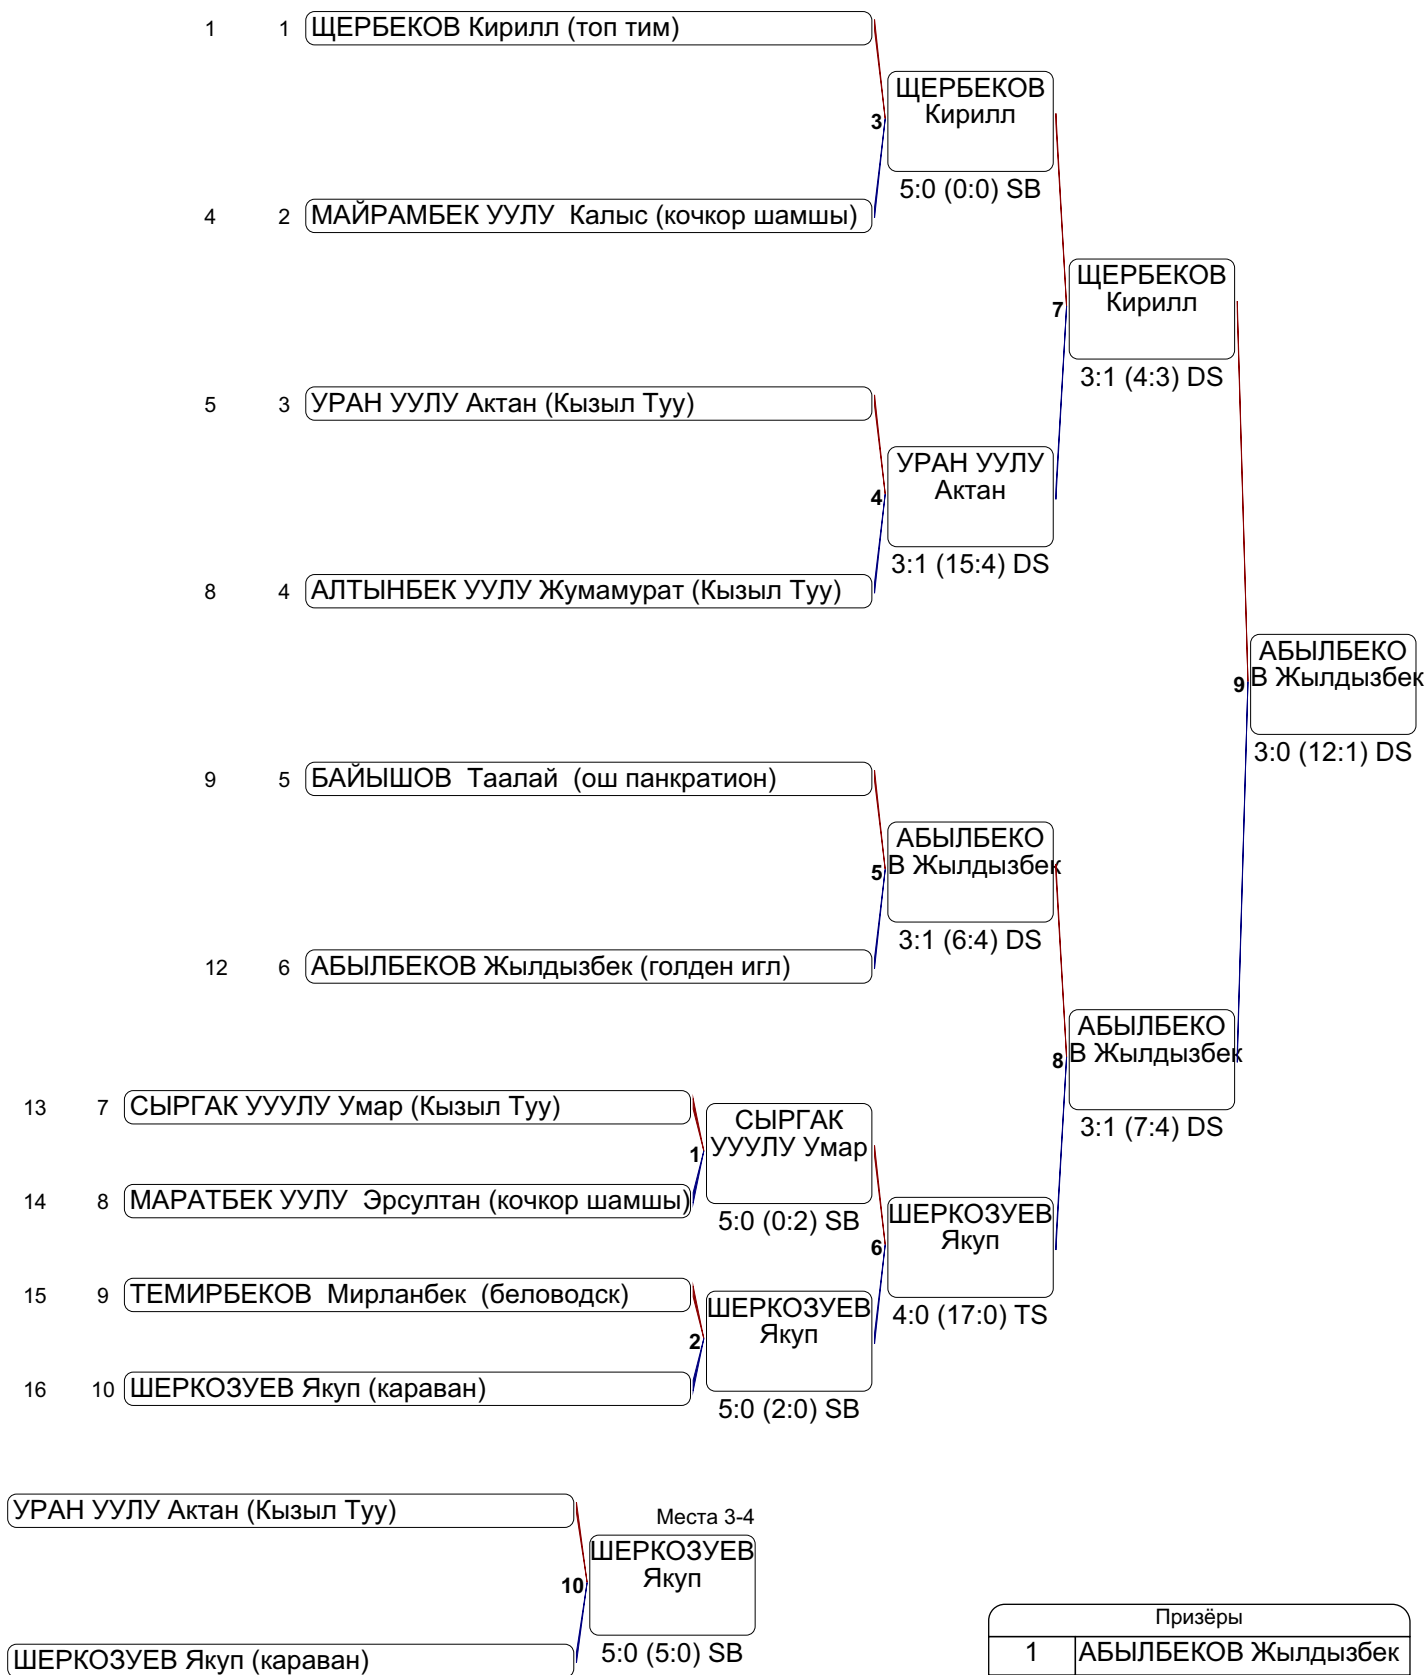 1 1 ЩЕРБЕКОВ Кирилл (топ тим)
ЩЕРБЕКОВ
Кирилл
3
5:0 (0:0) SB
4 2 МАЙРАМБЕК УУЛУ  Калыс (кочкор шамшы)
ЩЕРБЕКОВ
Кирилл
7
3:1 (4:3) DS
5 3 УРАН УУЛУ Актан (Кызыл Туу)
УРАН УУЛУ
Актан
4
3:1 (15:4) DS
8 4 АЛТЫНБЕК УУЛУ Жумамурат (Кызыл Туу)
АБЫЛБЕКО
В Жылдызбек
9
3:0 (12:1) DS
9 5 БАЙЫШОВ  Таалай  (ош панкратион)
АБЫЛБЕКО
В Жылдызбек
5
3:1 (6:4) DS
12 6 АБЫЛБЕКОВ Жылдызбек (голден игл)
АБЫЛБЕКО
В Жылдызбек
8
3:1 (7:4) DS
13 7 СЫРГАК УУУЛУ Умар (Кызыл Туу)
СЫРГАК
УУУЛУ Умар
1
5:0 (0:2) SB
14 8 МАРАТБЕК УУЛУ  Эрсултан (кочкор шамшы)
ШЕРКОЗУЕВ
Якуп
6
4:0 (17:0) TS
15 9 ТЕМИРБЕКОВ  Мирланбек  (беловодск)
ШЕРКОЗУЕВ
Якуп
2
5:0 (2:0) SB
16 10 ШЕРКОЗУЕВ Якуп (караван)
УРАН УУЛУ Актан (Кызыл Туу)
Места 3-4
ШЕРКОЗУЕВ
Якуп
10
5:0 (5:0) SB
ШЕРКОЗУЕВ Якуп (караван)
Призёры
1 АБЫЛБЕКОВ Жылдызбек